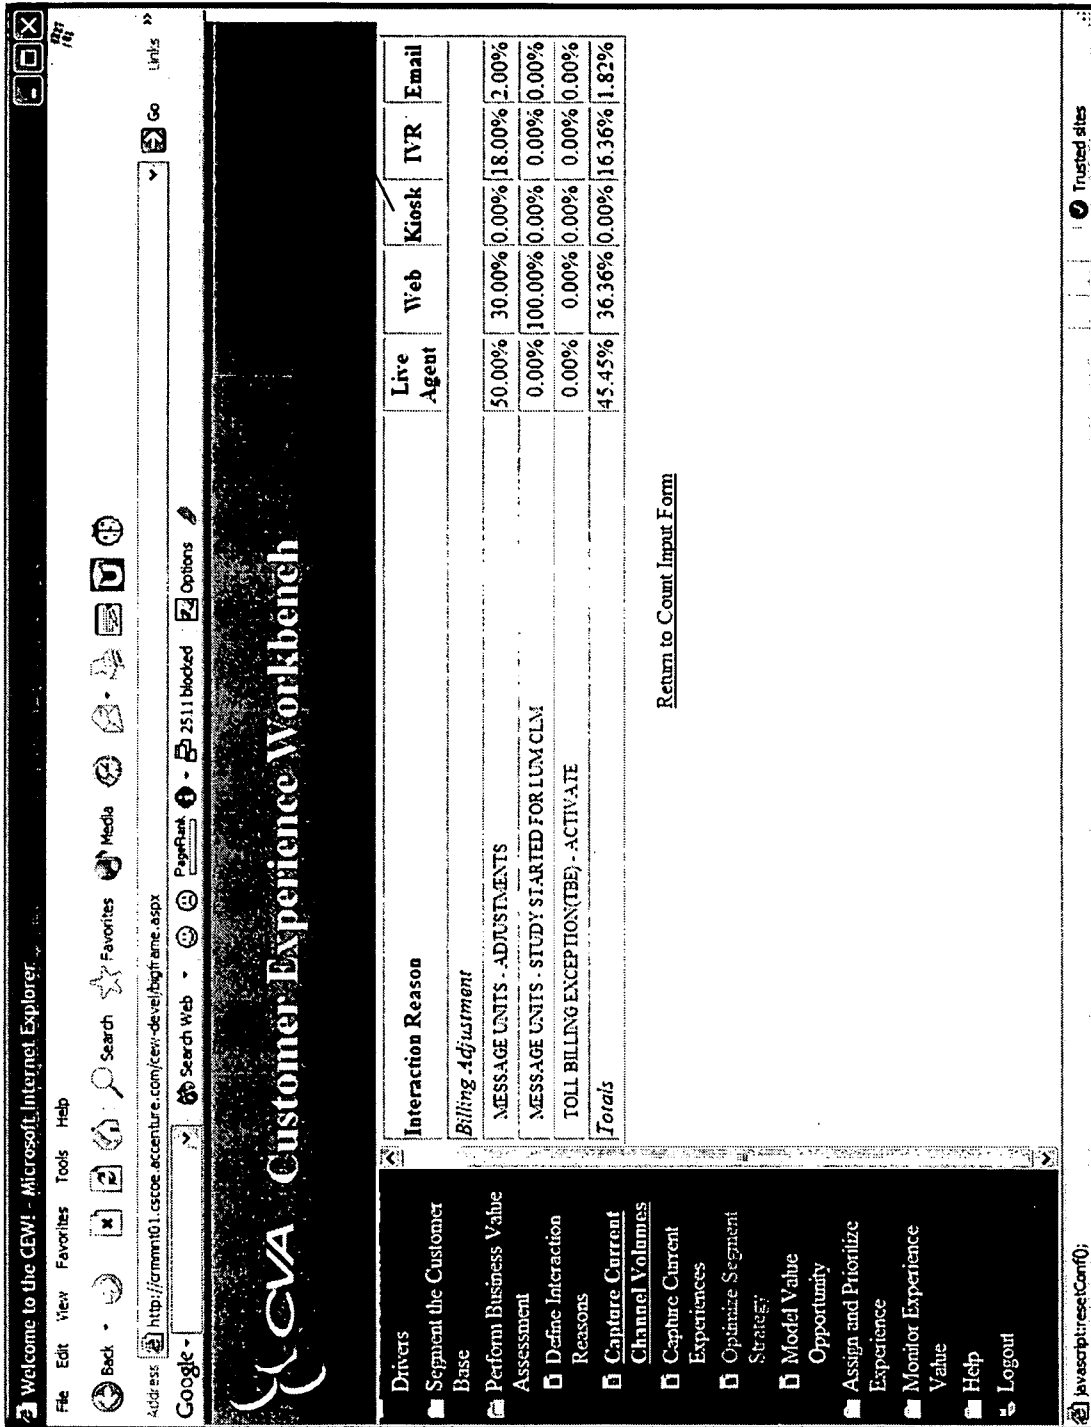 Welcome to the CEW! - Microsoft Internet Explorer
File Edit View Favorites Tools Help
Back Search Favorites Media
Address http://crmnt01.cscoe.accenture.com/cew-devel/bigframe.aspx Go Links »
Google Search Web PageRank 2511 blocked Options
CVA Customer Experience Workbench
Drivers
Segment the Customer
Base
Perform Business Value
Assessment
Define Interaction
Reasons
Capture Current
Channel Volumes
Capture Current
Experiences
Optimize Segment
Strategy
Model Value
Opportunity
Assign and Prioritize
Experience
Monitor Experience
Value
Help
Logout
Interaction Reason Live Agent Web Kiosk IVR Email
Billing Adjustment
MESSAGE UNITS - ADJUSTMENTS 50.00% 30.00% 0.00% 18.00% 2.00%
MESSAGE UNITS - STUDY STARTED FOR LUM CLM 0.00% 100.00% 0.00% 0.00% 0.00%
TOLL BILLING EXCEPTION(TBE) - ACTIVATE 0.00% 0.00% 0.00% 0.00% 0.00%
Totals 45.45% 36.36% 0.00% 16.36% 1.82%
Return to Count Input Form
javascript:resetConf(); Trusted sites